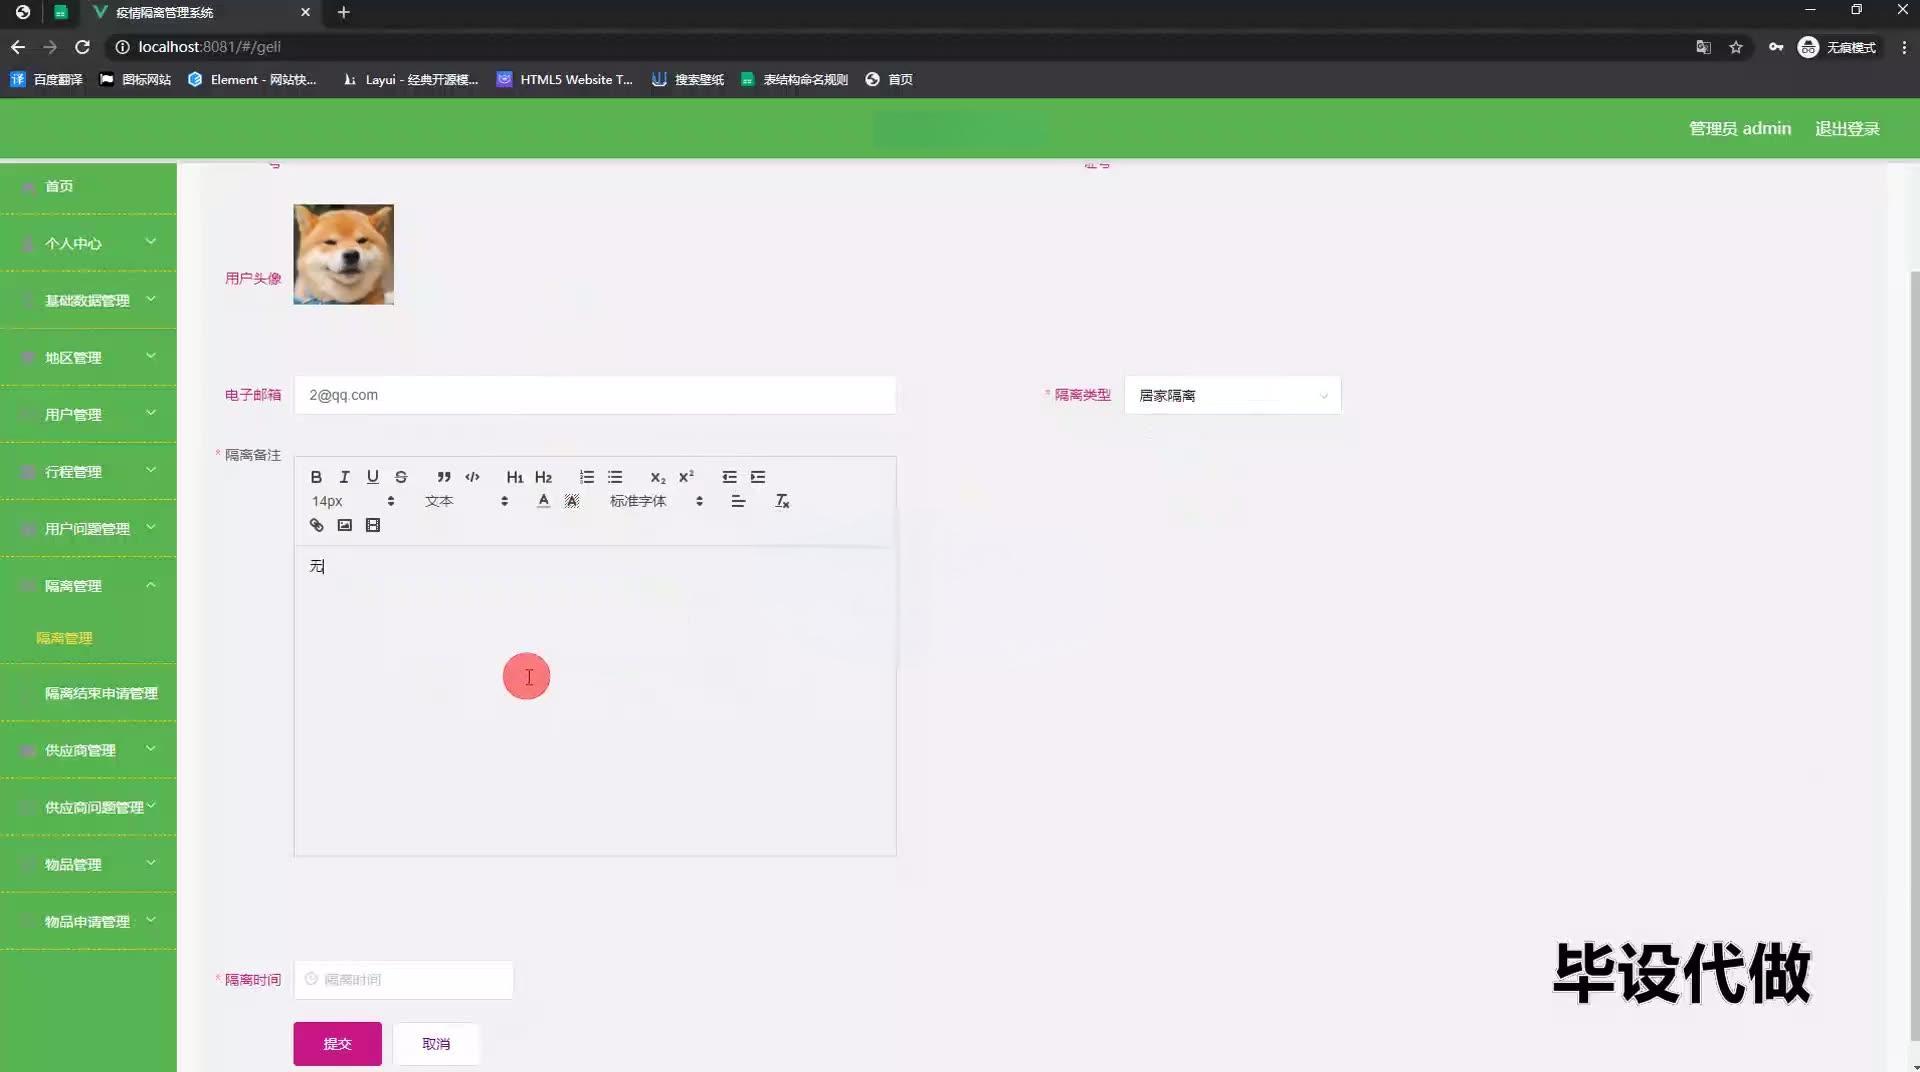 疫情隔离管理系统
localhost:8081/#/geli
无痕模式
百度翻译
图标网站
Element - 网站快...
Layui - 经典开源模...
HTML5 Website T...
搜索壁纸
表结构命名规则
首页
管理员 admin
退出登录
首页
个人中心
基础数据管理
地区管理
用户管理
行程管理
用户问题管理
隔离管理
隔离管理
隔离结束申请管理
供应商管理
供应商问题管理
物品管理
物品申请管理
用户头像
电子邮箱
2@qq.com
* 隔离类型
居家隔离
* 隔离备注
B I U S H1 H2 x₂ x²
14px
文本
A A
标准字体
无
* 隔离时间
隔离时间
提交
取消
毕设代做